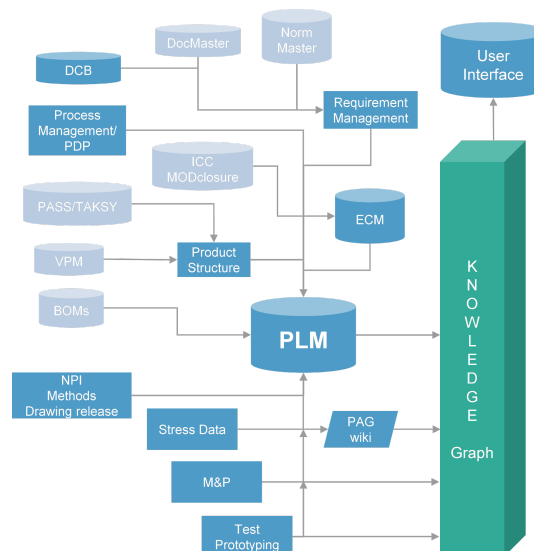 DocMaster
Norm
Master
User
Interface
DCB
Process
Management/
PDP
Requirement
Management
ICC
MODclosure
PASS/TAKSY
ECM
VPM
Product
Structure
BOMs
PLM
KNOWLEDGE
Graph
NPI
Methods
Drawing release
Stress Data
PAG
wiki
M&P
Test
Prototyping